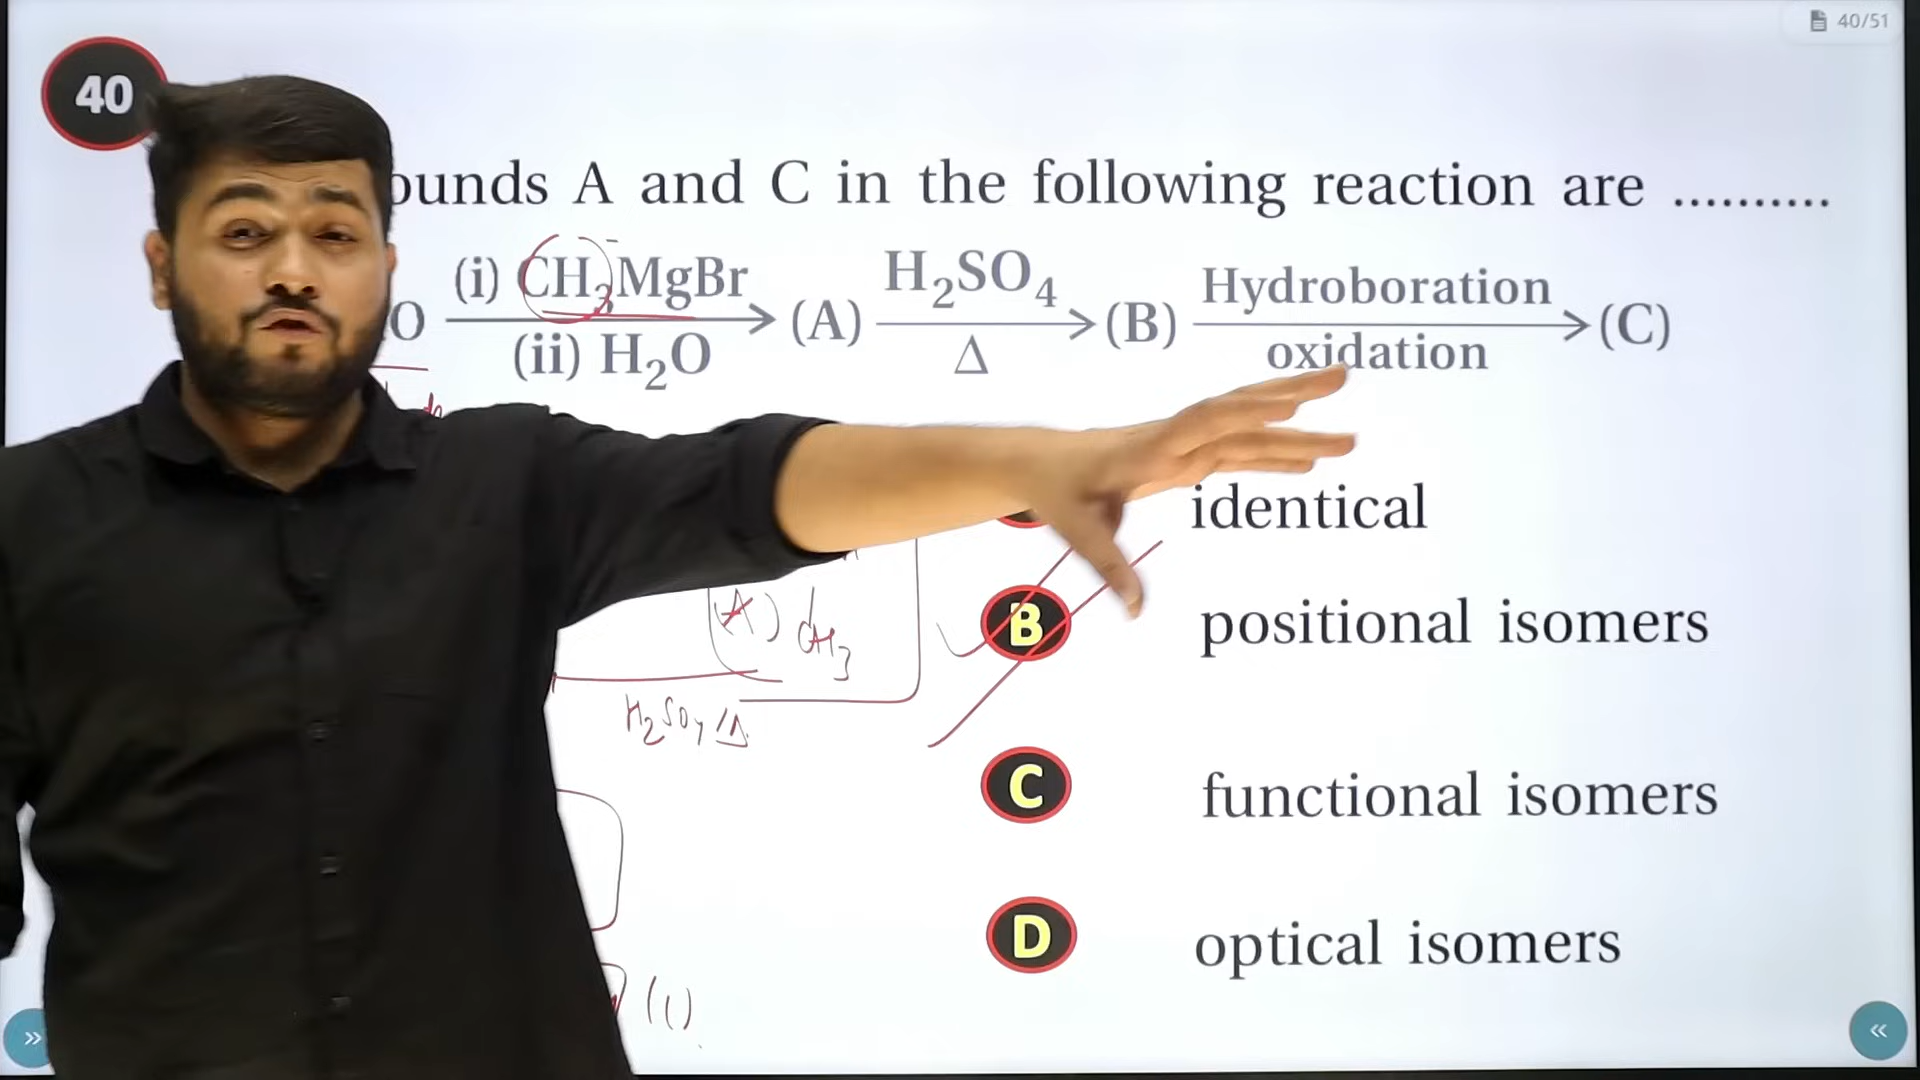 40/51
40
ounds A and C in the following reaction are ..........
O (i) CH₃MgBr (ii) H₂O (A) H₂SO₄ Δ (B) Hydroboration oxidation (C)
identical
(A) CH₃
B positional isomers
H₂SO₄/Δ
C functional isomers
D optical isomers
»
«